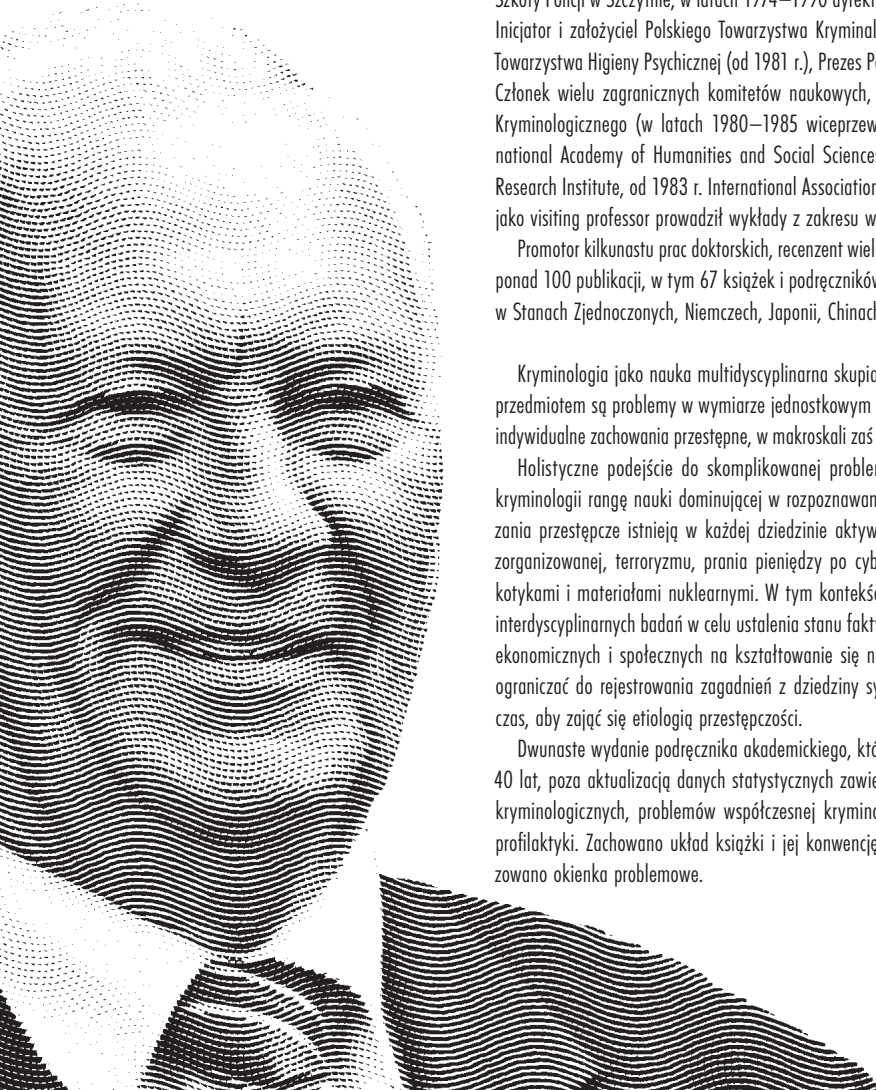 Szkoły Policji w Szczytnie, w latach 1974–1990
Inicjator i założyciel Polskiego Towarzystwa Kryminal
Towarzystwa Higieny Psychicznej (od 1981 r.), Prezes P
Członek wielu zagranicznych komitetów naukowych,
Kryminologicznego (w latach 1980–1985 wiceprzew
national Academy of Humanities and Social Science
Research Institute, od 1983 r. International Association
jako visiting professor prowadził wykłady z zakresu w
Promotor kilkunastu prac doktorskich, recenzent wiel
ponad 100 publikacji, w tym 67 książek i podręczników
w Stanach Zjednoczonych, Niemczech, Japonii, Chinach
Kryminologia jako nauka multidyscyplinarna skupia
przedmiotem są problemy w wymiarze jednostkowym
indywidualne zachowania przestępne, w makroskali zaś
Holistyczne podejście do skomplikowanej problem
kryminologii rangę nauki dominującej w rozpoznawan
zania przestępcze istnieją w każdej dziedzinie aktyw
zorganizowanej, terroryzmu, prania pieniędzy po cyb
kotykami i materiałami nuklearnymi. W tym kontekśc
interdyscyplinarnych badań w celu ustalenia stanu fakt
ekonomicznych i społecznych na kształtowanie się n
ograniczać do rejestrowania zagadnień z dziedziny sy
czas, aby zająć się etiologią przestępczości.
Dwunaste wydanie podręcznika akademickiego, któ
40 lat, poza aktualizacją danych statystycznych zawie
kryminologicznych, problemów współczesnej krymino
profilaktyki. Zachowano układ książki i jej konwencję
zowano okienka problemowe.